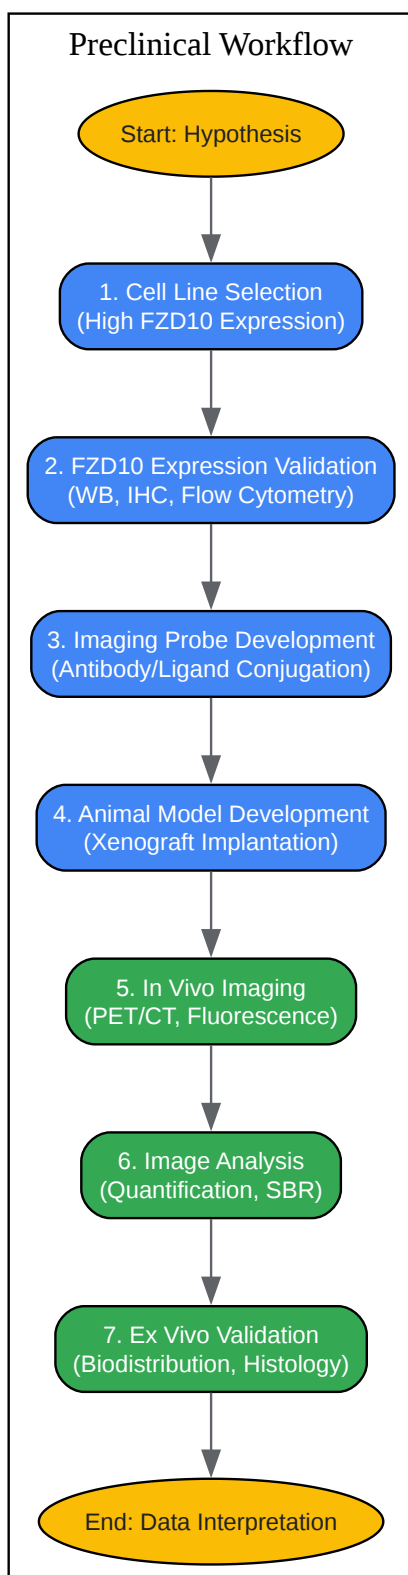 Preclinical Workflow
Start: Hypothesis
1. Cell Line Selection
(High FZD10 Expression)
2. FZD10 Expression Validation
(WB, IHC, Flow Cytometry)
3. Imaging Probe Development
(Antibody/Ligand Conjugation)
4. Animal Model Development
(Xenograft Implantation)
5. In Vivo Imaging
(PET/CT, Fluorescence)
6. Image Analysis
(Quantification, SBR)
7. Ex Vivo Validation
(Biodistribution, Histology)
End: Data Interpretation